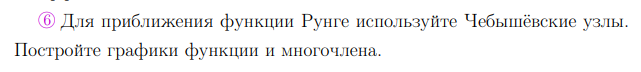 ⑥ Для приближения функции Рунге используйте Чебышёвские узлы.
Постройте графики функции и многочлена.